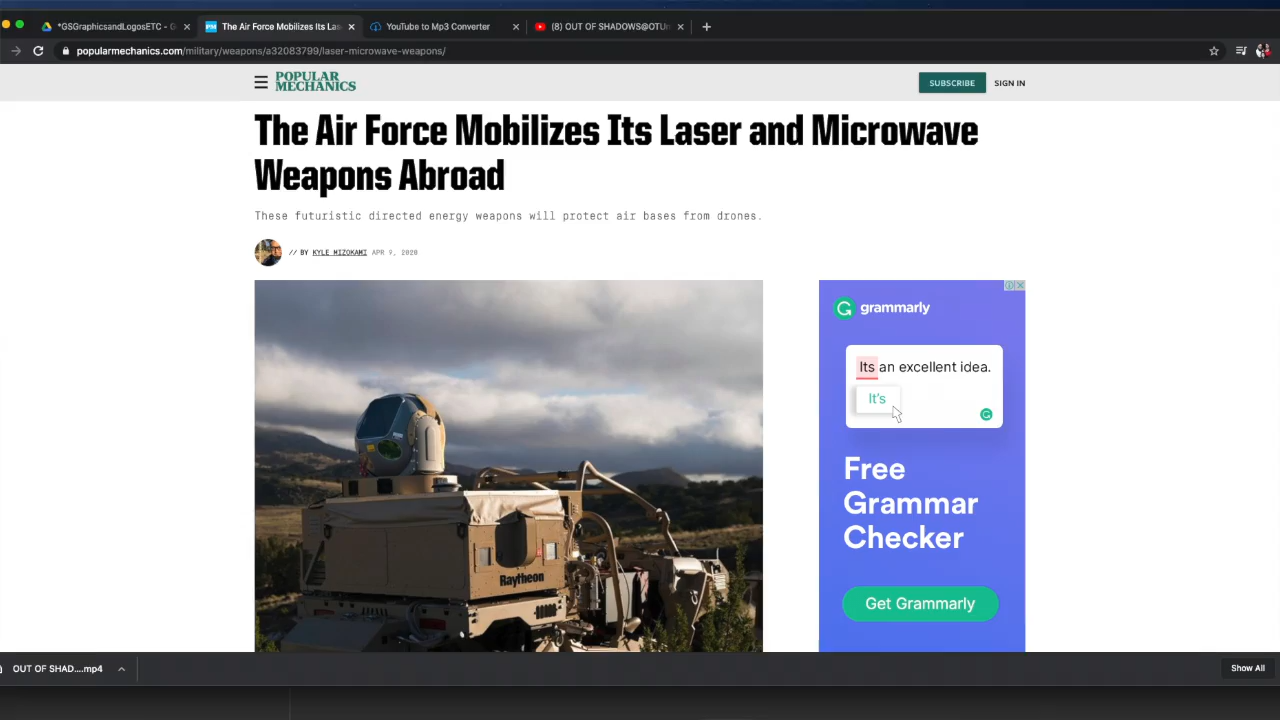 *GSGraphicsandLogosETC - G
The Air Force Mobilizes Its Las
YouTube to Mp3 Converter
(8) OUT OF SHADOWS@OTUm
popularmechanics.com/military/weapons/a32083799/laser-microwave-weapons/
POPULAR
MECHANICS
SUBSCRIBE
SIGN IN
The Air Force Mobilizes Its Laser and Microwave
Weapons Abroad
These futuristic directed energy weapons will protect air bases from drones.
// BY KYLE MIZOKAMI APR 9, 2020
grammarly
Its an excellent idea.
It's
Free
Grammar
Checker
Get Grammarly
Raytheon
OUT OF SHAD....mp4
Show All